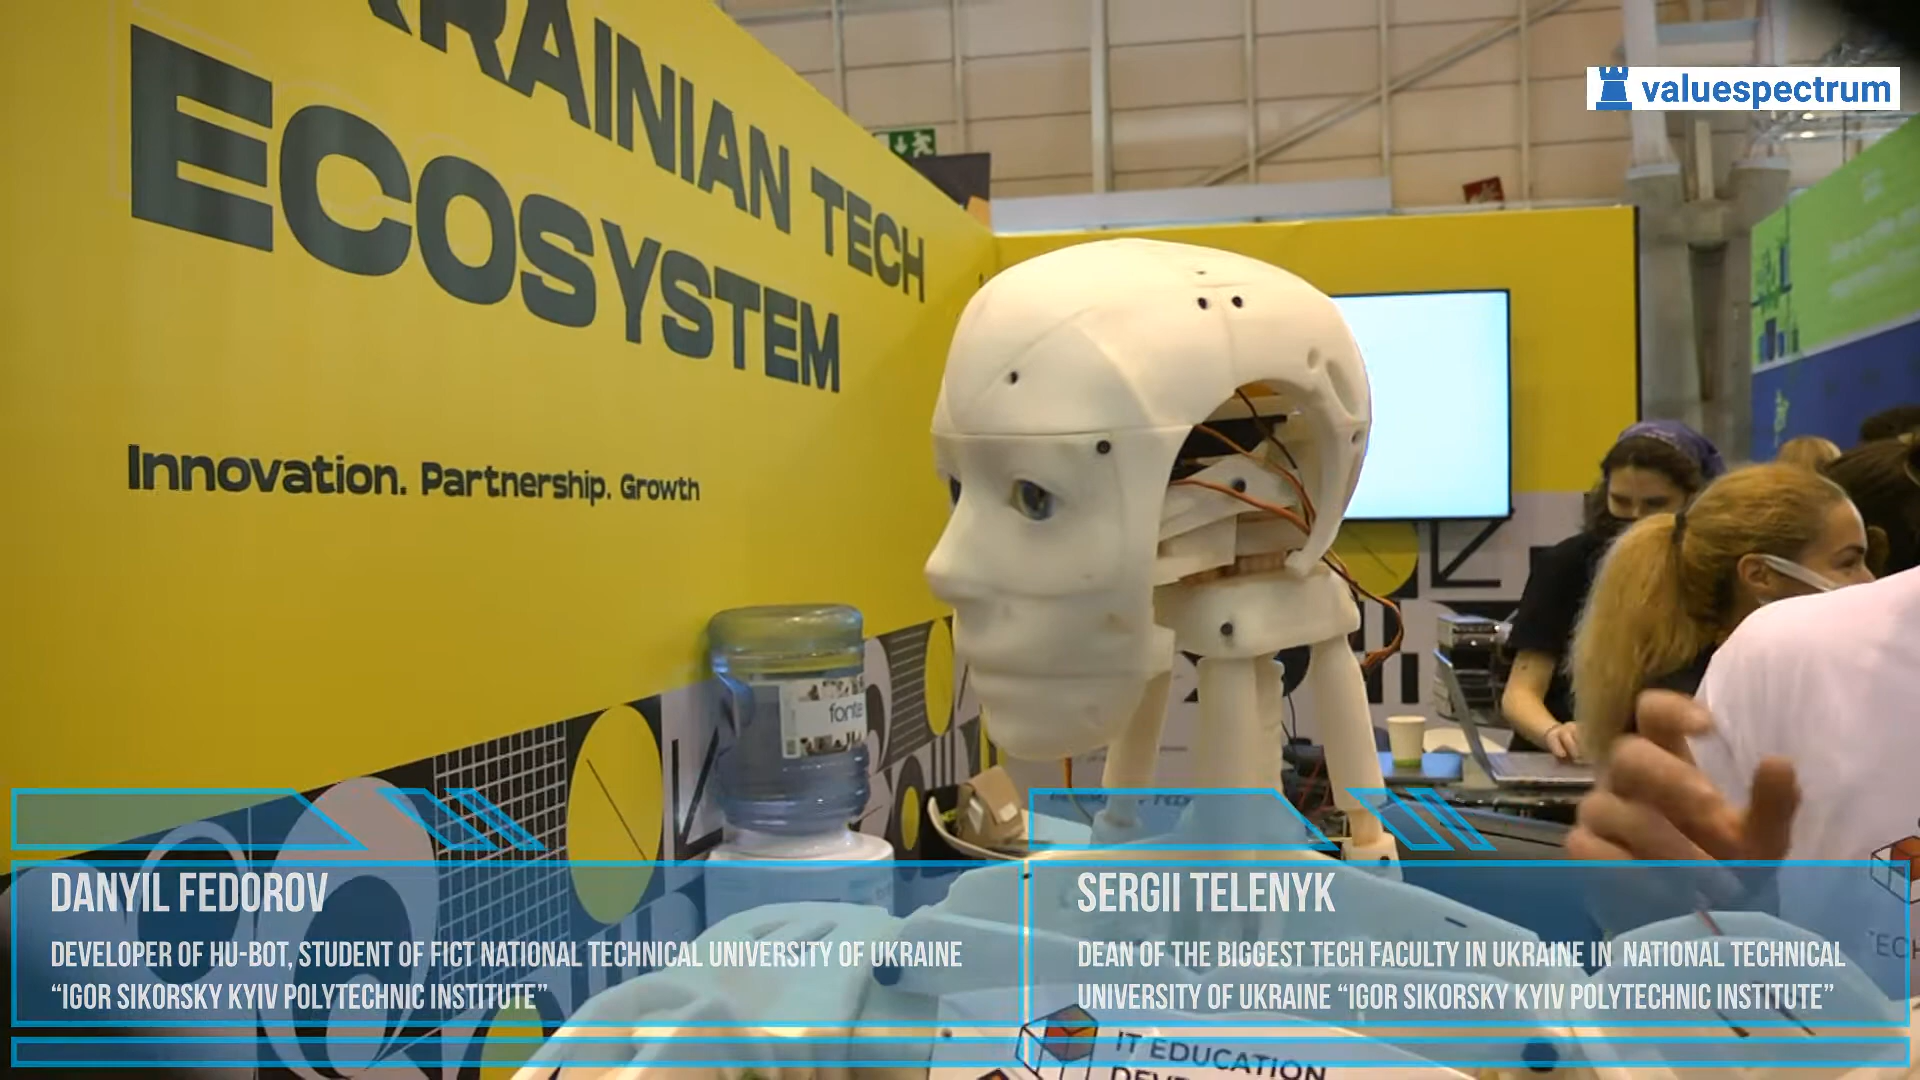 UKRAINIAN TECH
ECOSYSTEM
Innovation. Partnership. Growth
valuespectrum
fonte
DANYIL FEDOROV
DEVELOPER OF HU-BOT, STUDENT OF FICT NATIONAL TECHNICAL UNIVERSITY OF UKRAINE
“IGOR SIKORSKY KYIV POLYTECHNIC INSTITUTE”
SERGII TELENYK
DEAN OF THE BIGGEST TECH FACULTY IN UKRAINE IN NATIONAL TECHNICAL
UNIVERSITY OF UKRAINE “IGOR SIKORSKY KYIV POLYTECHNIC INSTITUTE”
IT EDUCATION